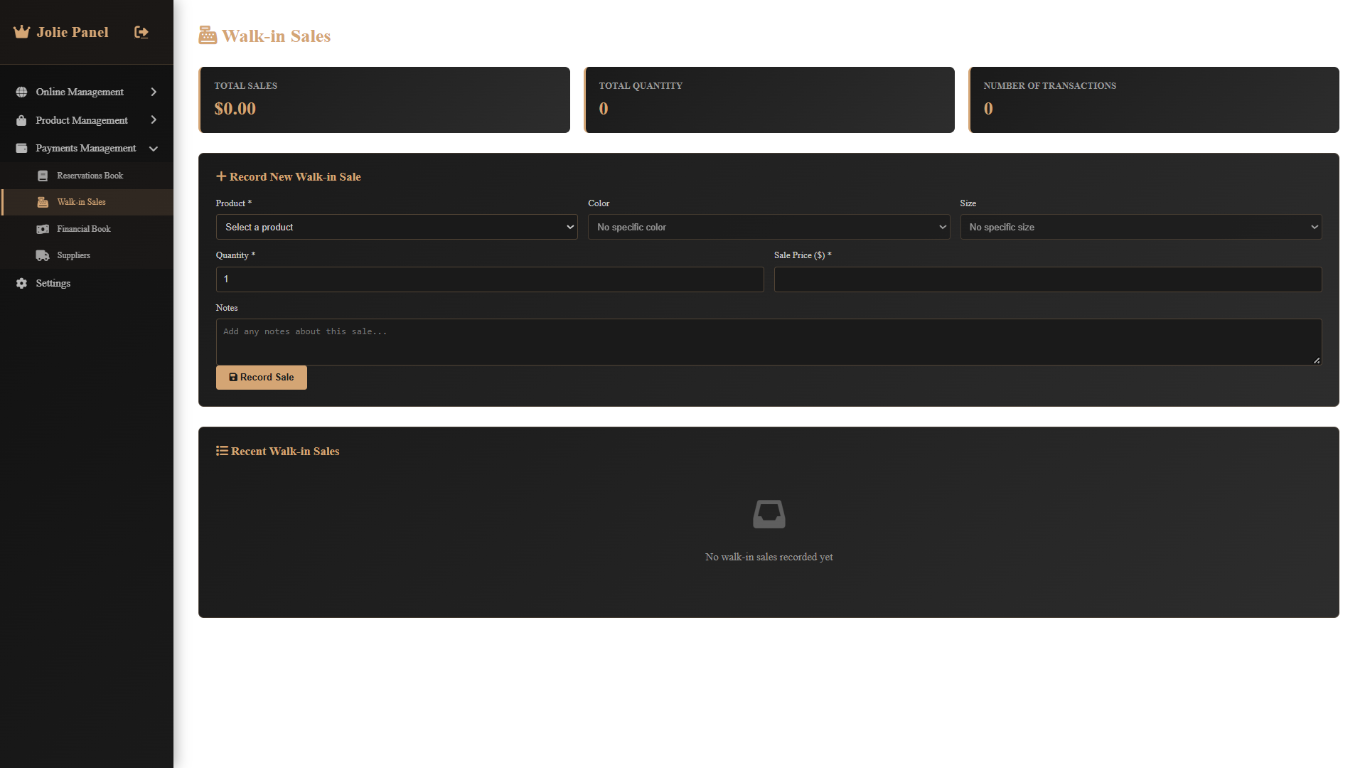 Jolie Panel
Online Management
Product Management
Payments Management
Reservations Book
Walk-in Sales
Financial Book
Suppliers
Settings
Walk-in Sales
TOTAL SALES
$0.00
TOTAL QUANTITY
0
NUMBER OF TRANSACTIONS
0
Record New Walk-in Sale
Product *
Select a product
Color
No specific color
Size
No specific size
Quantity *
1
Sale Price ($) *
Notes
Add any notes about this sale...
Record Sale
Recent Walk-in Sales
No walk-in sales recorded yet